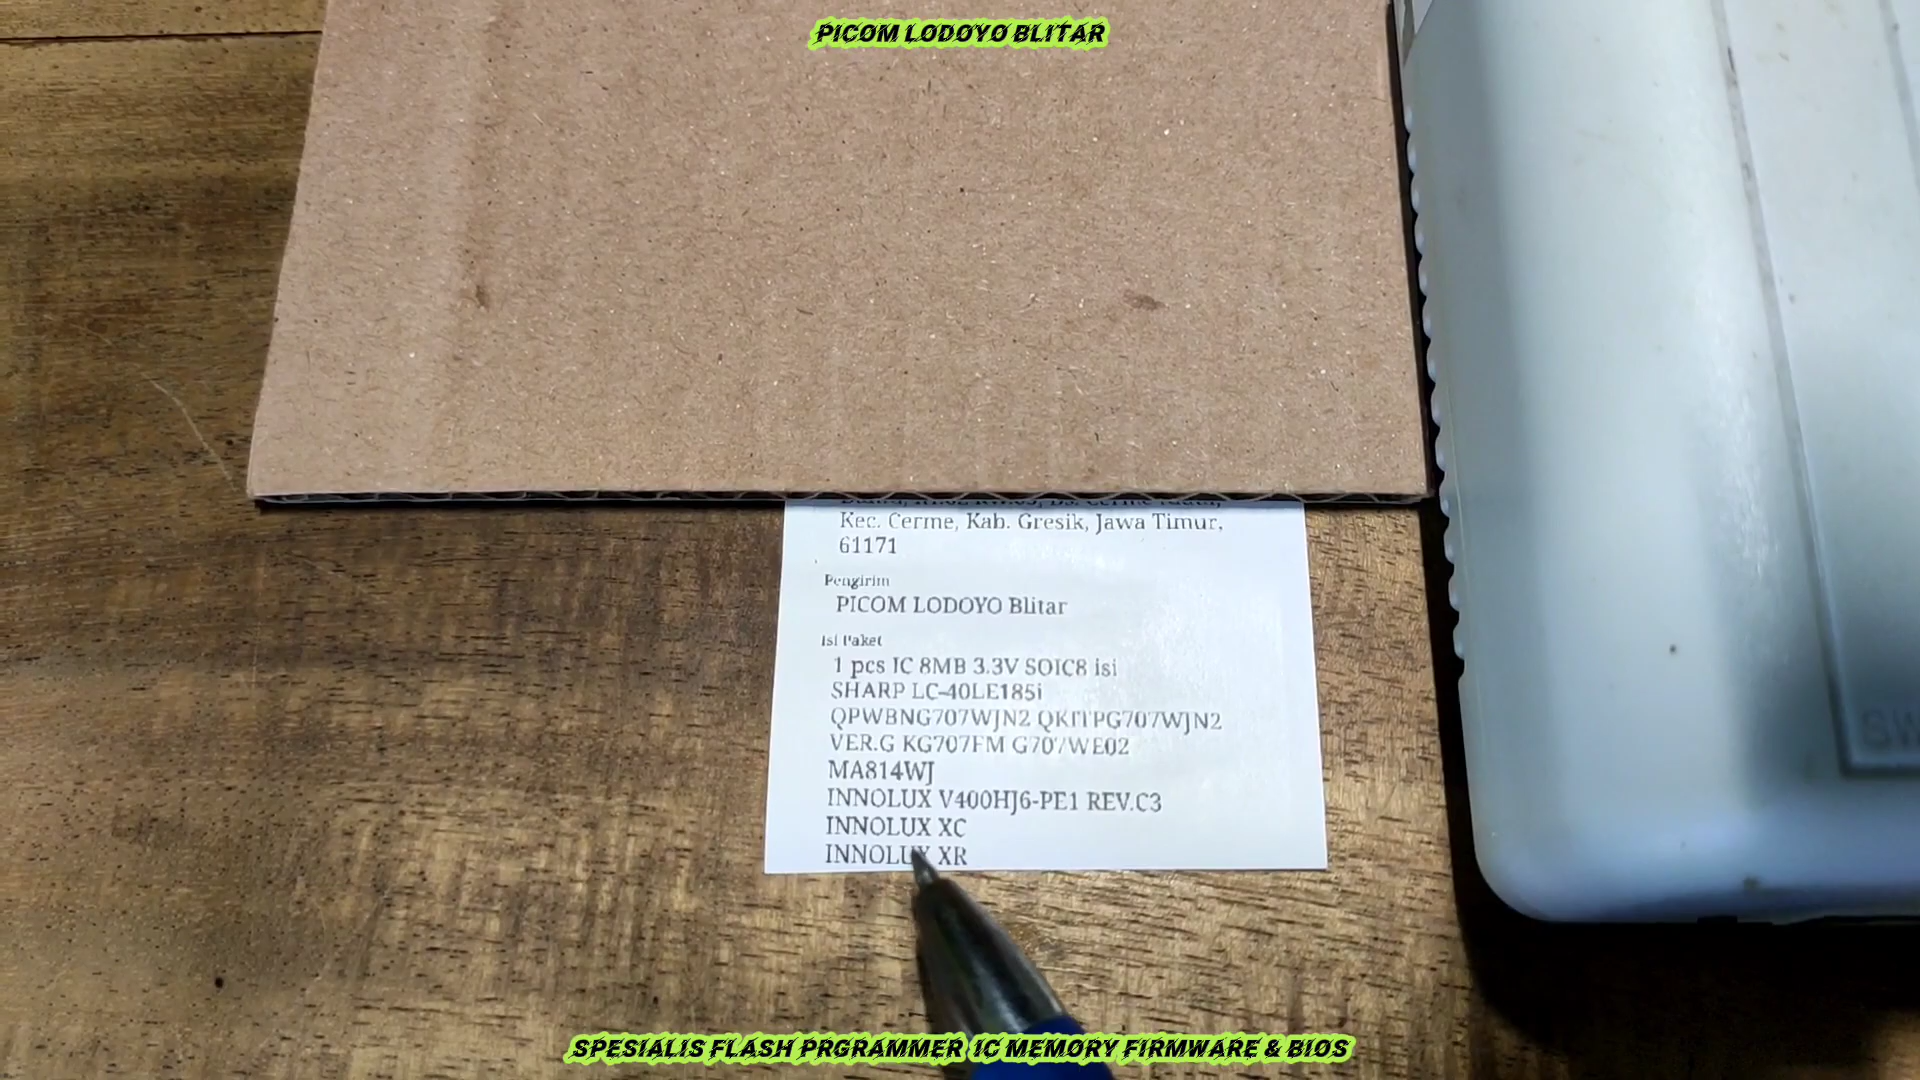 PICOM LODOYO BLITAR
Kec. Cerme, Kab. Gresik, Jawa Timur,
61171
Pengirim
PICOM LODOYO Blitar
Isi Paket
1 pcs IC 8MB 3.3V SOIC8 isi
SHARP LC-40LE185i
QPWBNG707WJN2 QKITPG707WJN2
VER.G KG707FM G707WE02
MA814WJ
INNOLUX V400HJ6-PE1 REV.C3
INNOLUX XC
INNOLUX XR
SPESIALIS FLASH PRGRAMMER IC MEMORY FIRMWARE & BIOS